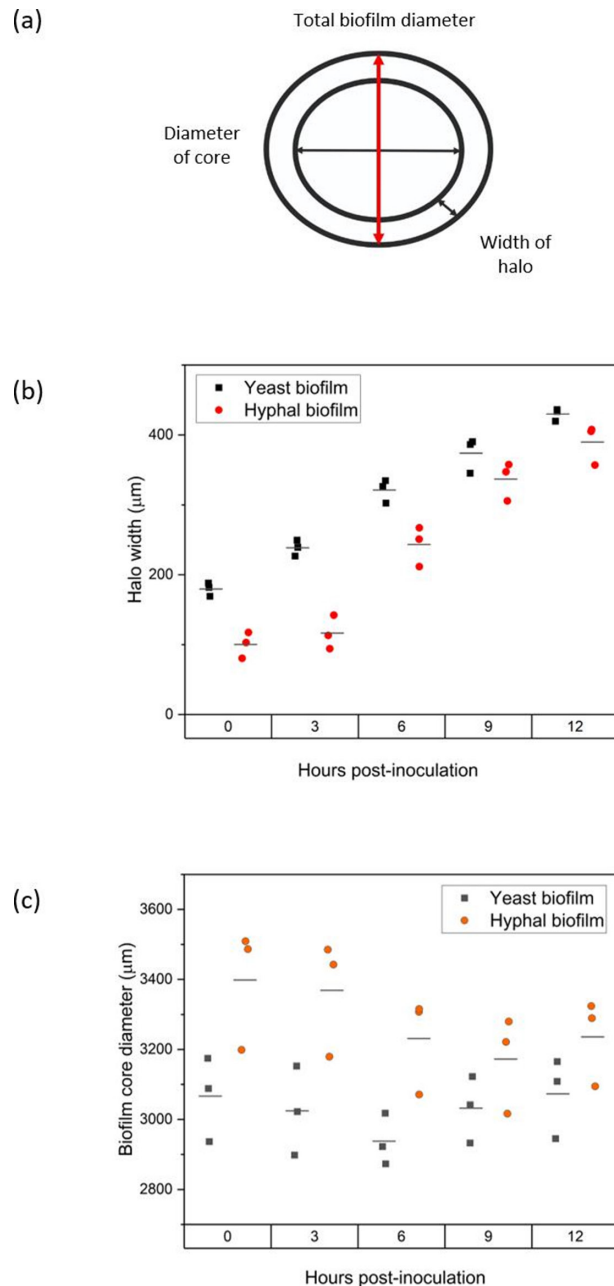 (a)
Total biofilm diameter
Diameter
of core
Width of
halo
(b)
Yeast biofilm
Hyphal biofilm
Halo width (μm)
400
200
0
0 3 6 9 12
Hours post-inoculation
(c)
Yeast biofilm
Hyphal biofilm
Biofilm core diameter (μm)
3600
3400
3200
3000
2800
0 3 6 9 12
Hours post-inoculation